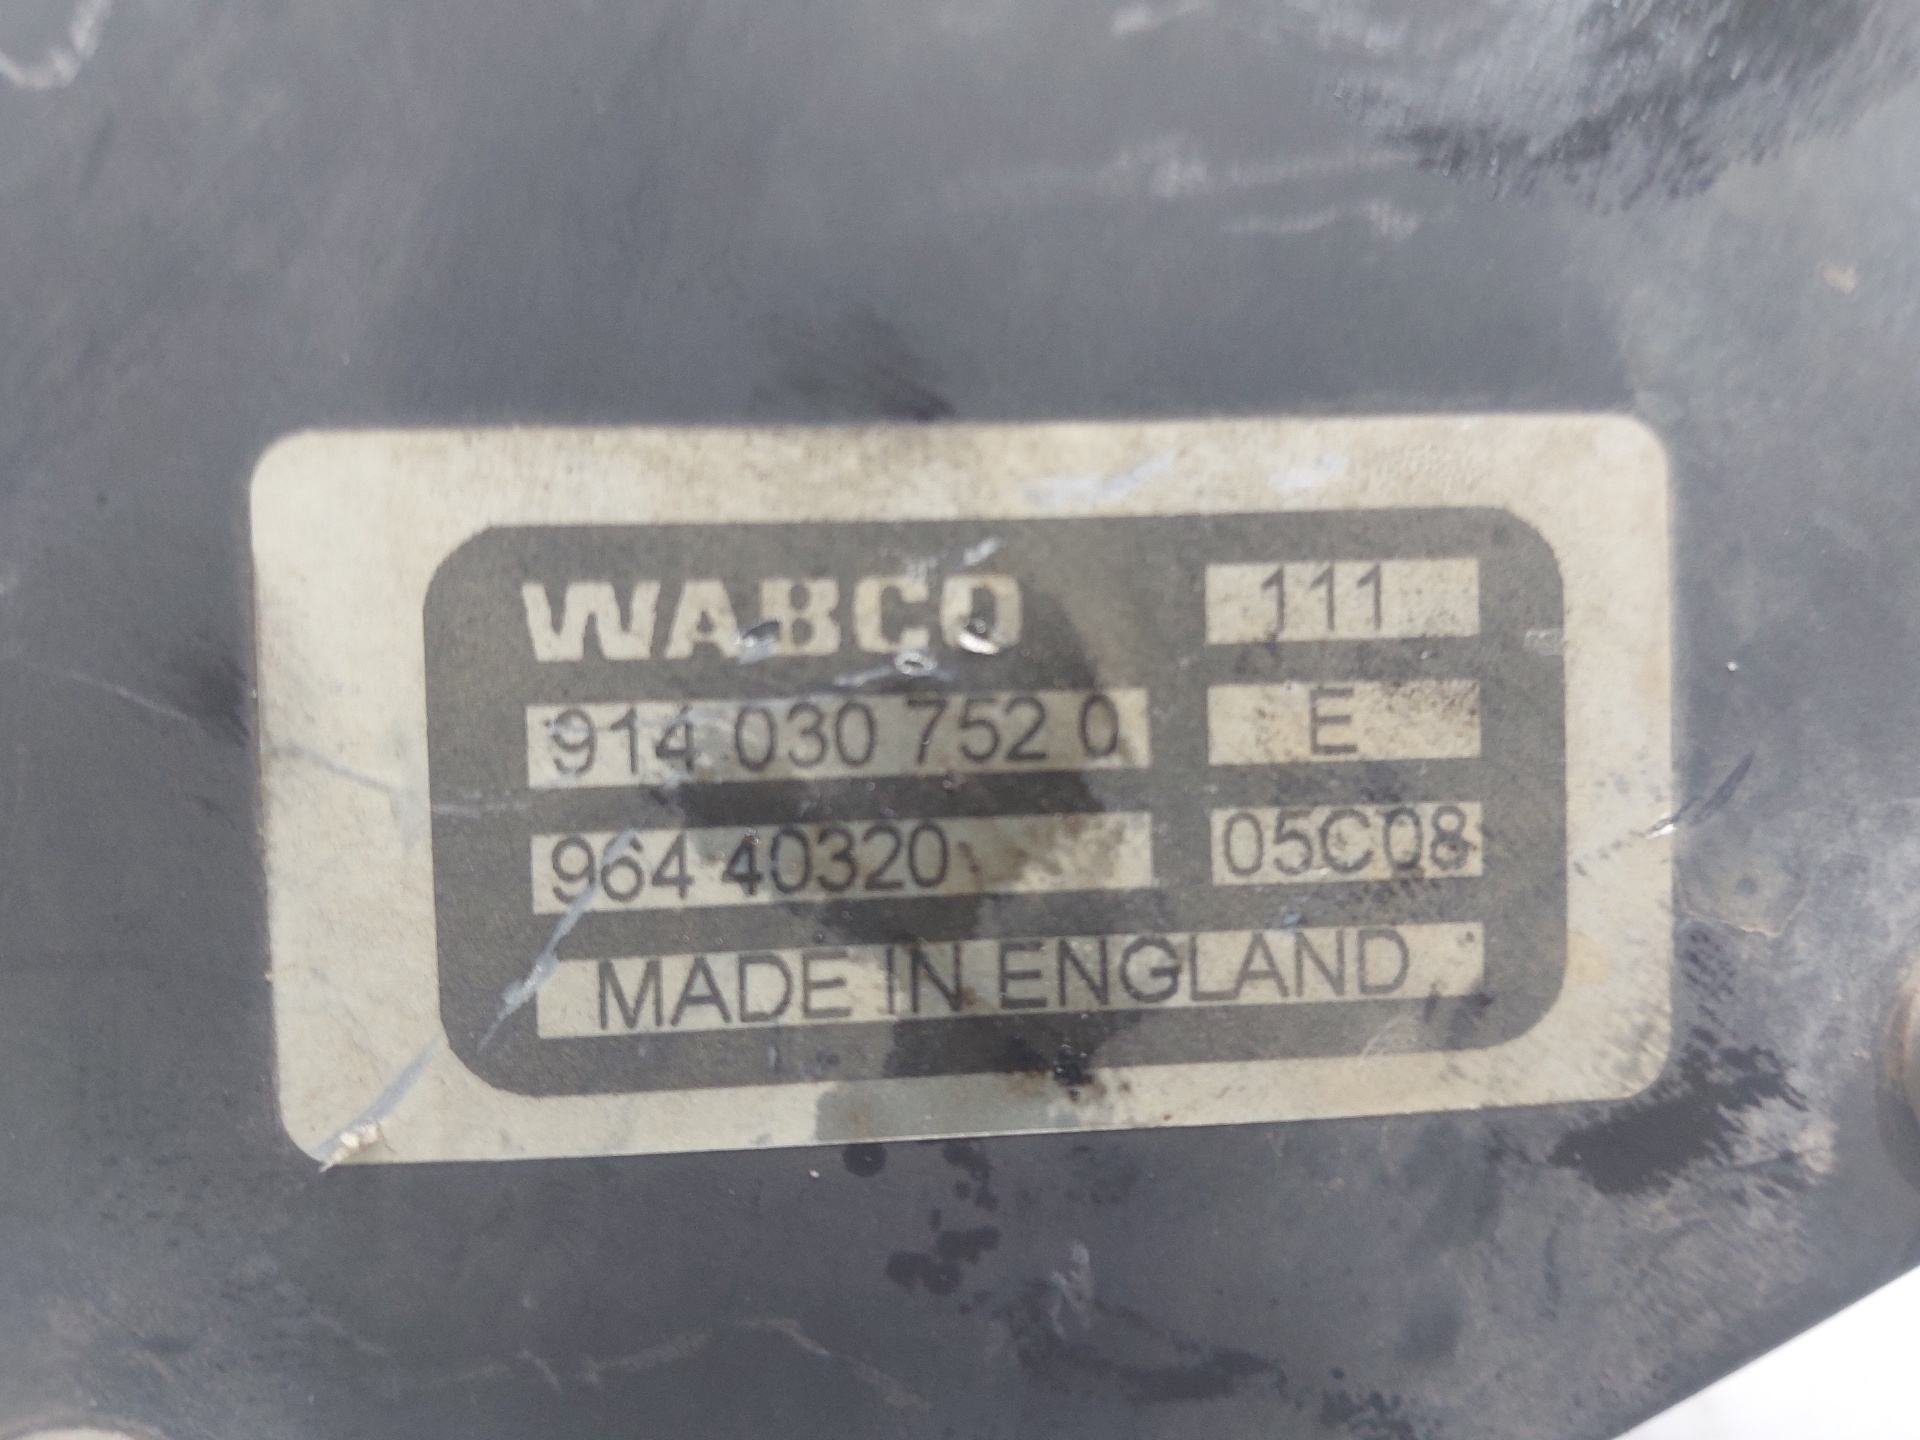 WABCO 111
914 030 752 0 E
964 40320 05C08
MADE IN ENGLAND